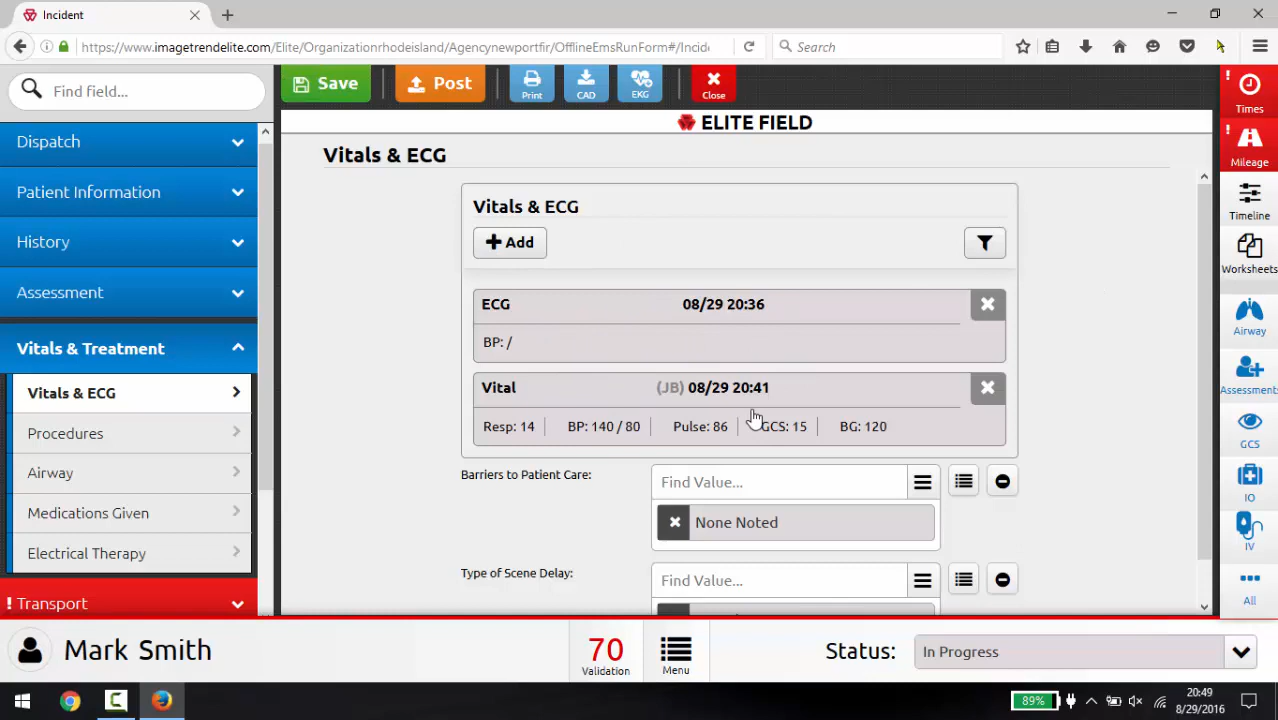 Incident
https://www.imagetrendelite.com/Elite/Organizationrhodeisland/Agencynewportfir/OfflineEmsRunForm#/Incide
Search
Find field...
Save
Post
Print
CAD
EKG
Close
! Times
ELITE FIELD
Dispatch
Vitals & ECG
! Mileage
Patient Information
Vitals & ECG
Timeline
History
Add
Worksheets
Assessment
ECG 08/29 20:36
BP: /
Airway
Vitals & Treatment
Vital (JB) 08/29 20:41
Assessments
Vitals & ECG
Resp: 14 BP: 140 / 80 Pulse: 86 GCS: 15 BG: 120
GCS
Procedures
Airway
Barriers to Patient Care: Find Value...
IO
Medications Given
None Noted
IV
Electrical Therapy
Type of Scene Delay: Find Value...
All
! Transport
Mark Smith
70
Validation
Menu
Status: In Progress
89%
20:49
8/29/2016